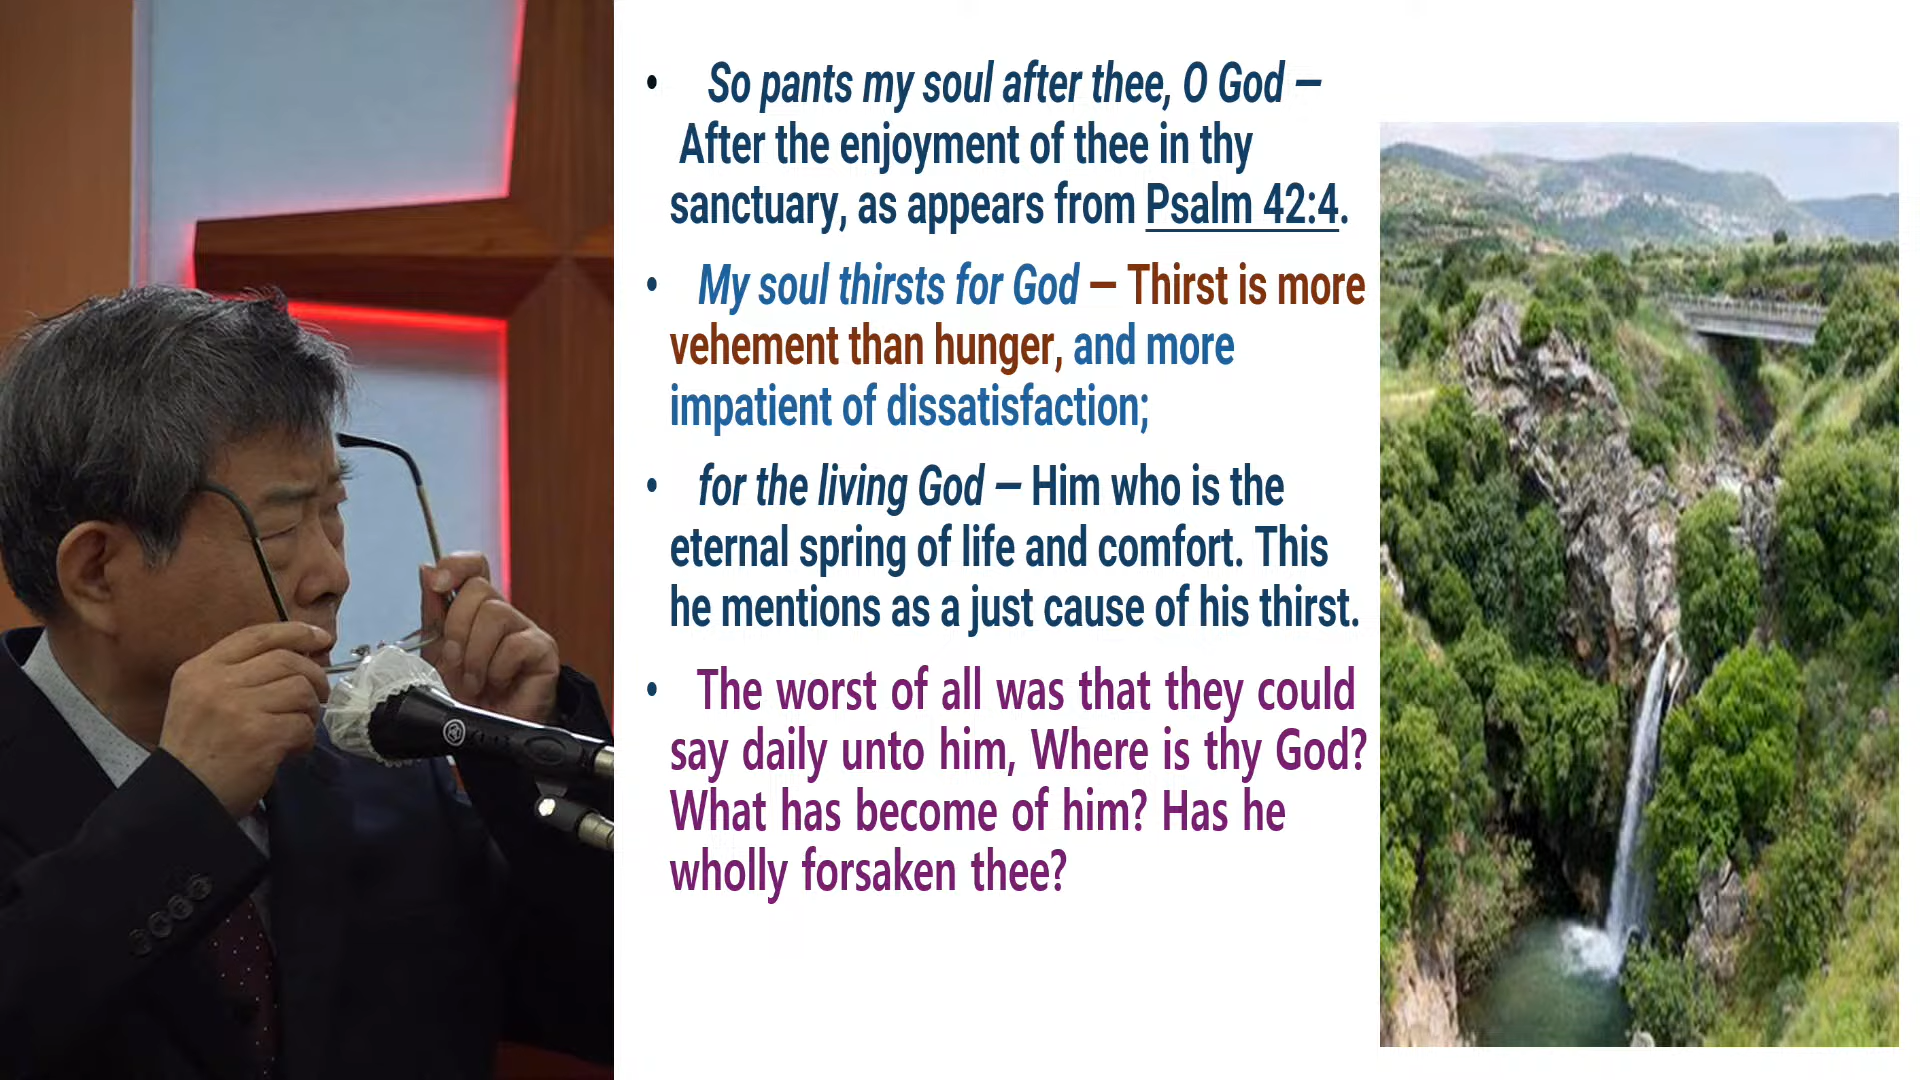 • So pants my soul after thee, O God —
After the enjoyment of thee in thy
sanctuary, as appears from Psalm 42:4.
• My soul thirsts for God — Thirst is more
vehement than hunger, and more
impatient of dissatisfaction;
• for the living God — Him who is the
eternal spring of life and comfort. This
he mentions as a just cause of his thirst.
• The worst of all was that they could
say daily unto him, Where is thy God?
What has become of him? Has he
wholly forsaken thee?